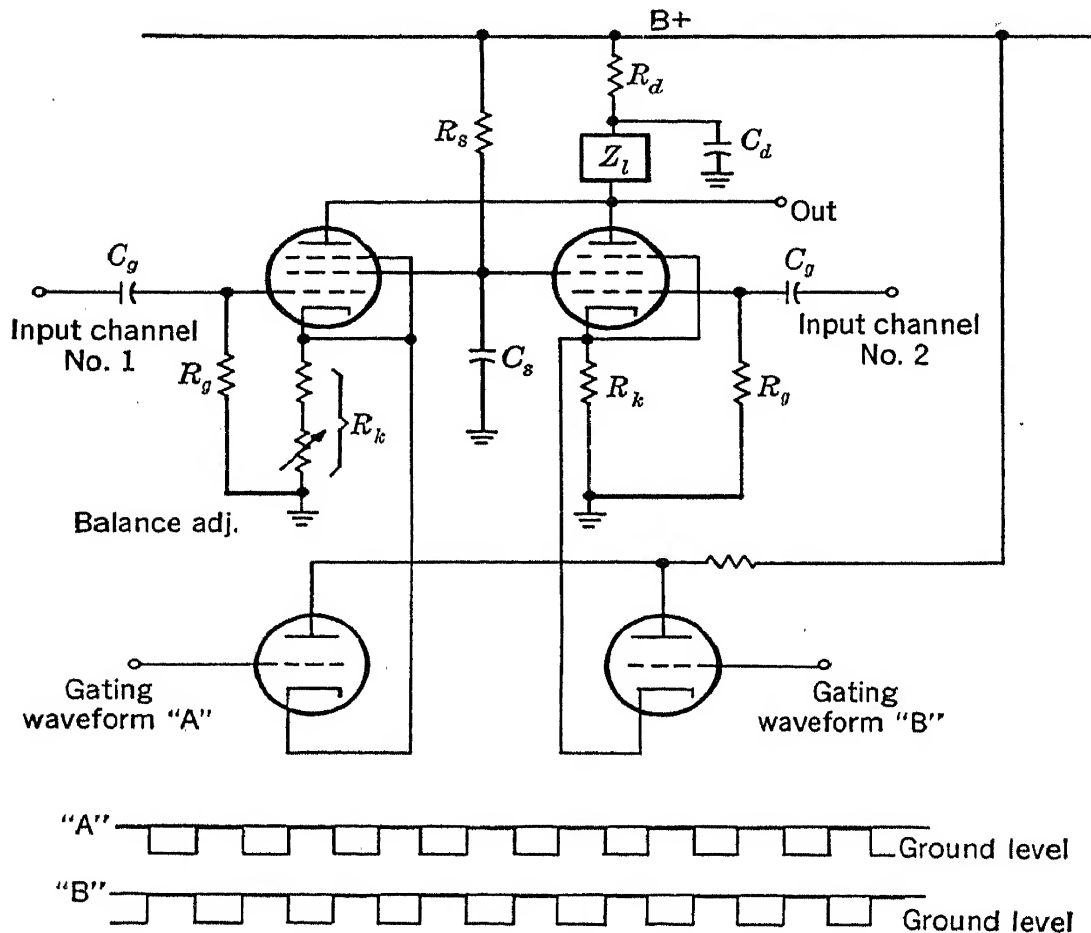 B+
R_d
R_s
C_d
Z_l
Out
C_g
C_g
Input channel
No. 1
Input channel
No. 2
R_g
R_k
C_s
R_k
R_g
Balance adj.
Gating
waveform "A"
Gating
waveform "B"
"A"
Ground level
"B"
Ground level